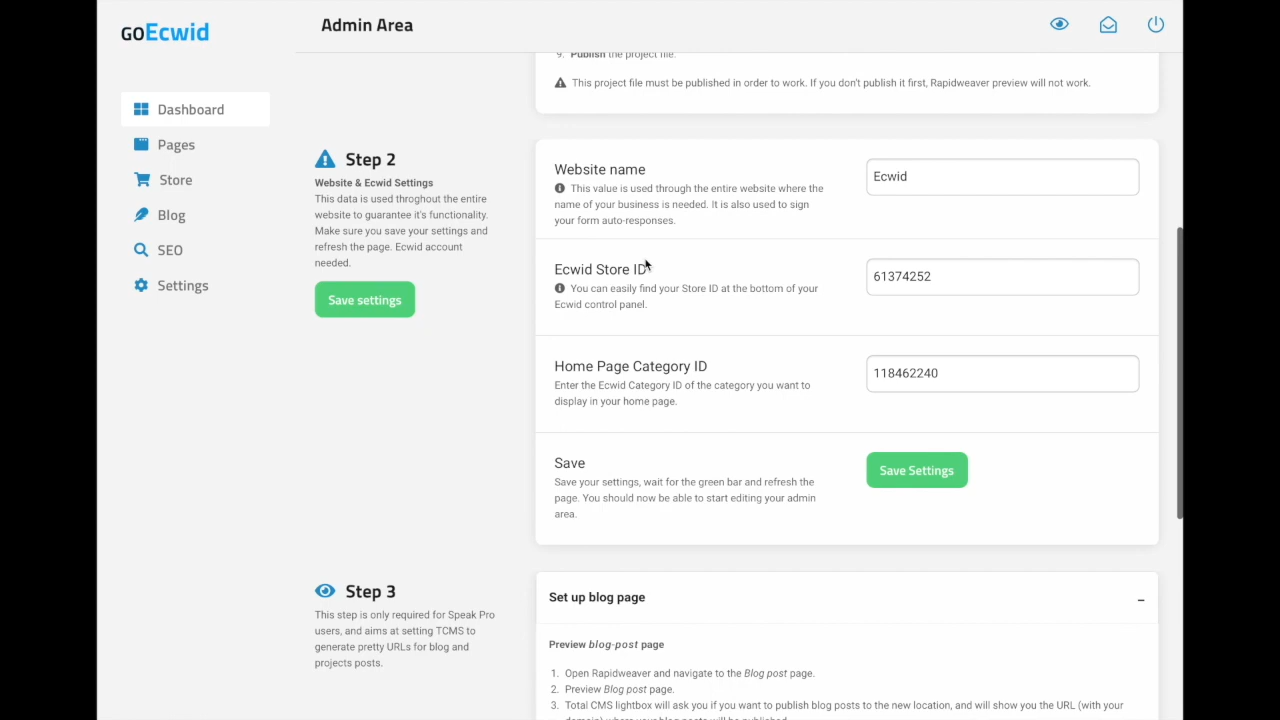 GOEcwid
Admin Area
Dashboard
Pages
Store
Blog
SEO
Settings
9. Publish the project file.
This project file must be published in order to work. If you don't publish it first, Rapidweaver preview will not work.
Step 2
Website & Ecwid Settings
This data is used throghout the entire
website to guarantee it's functionality.
Make sure you save your settings and
refresh the page. Ecwid account
needed.
Save settings
Website name
This value is used through the entire website where the
name of your business is needed. It is also used to sign
your form auto-responses.
Ecwid
Ecwid Store ID
You can easily find your Store ID at the bottom of your
Ecwid control panel.
61374252
Home Page Category ID
Enter the Ecwid Category ID of the category you want to
display in your home page.
118462240
Save
Save your settings, wait for the green bar and refresh the
page. You should now be able to start editing your admin
area.
Save Settings
Step 3
This step is only required for Speak Pro
users, and aims at setting TCMS to
generate pretty URLs for blog and
projects posts.
Set up blog page
Preview blog-post page
1. Open Rapidweaver and navigate to the Blog post page.
2. Preview Blog post page.
3. Total CMS lightbox will ask you if you want to publish blog posts to the new location, and will show you the URL (with your
domain) where your blog posts will be published.